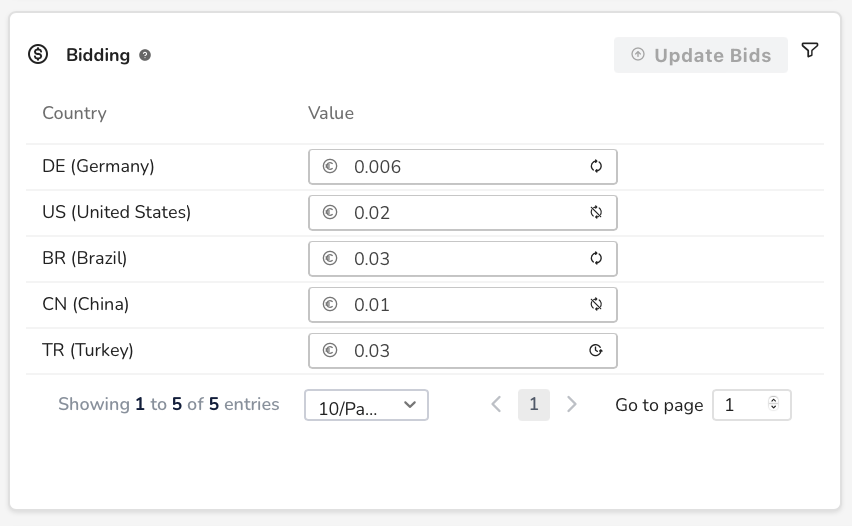 Bidding
Update Bids
Country Value
DE (Germany) € 0.006
US (United States) € 0.02
BR (Brazil) € 0.03
CN (China) € 0.01
TR (Turkey) € 0.03
Showing 1 to 5 of 5 entries 10/Pa... 1 Go to page 1